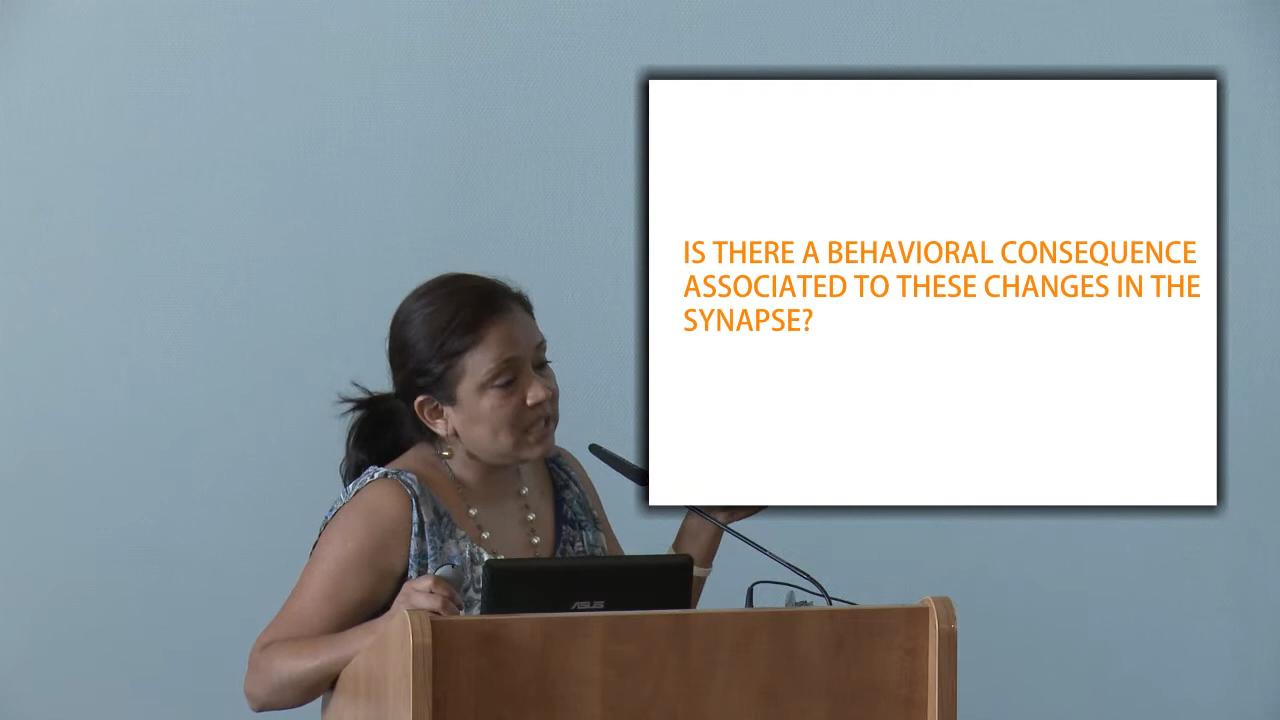 IS THERE A BEHAVIORAL CONSEQUENCE
ASSOCIATED TO THESE CHANGES IN THE
SYNAPSE?
ASUS